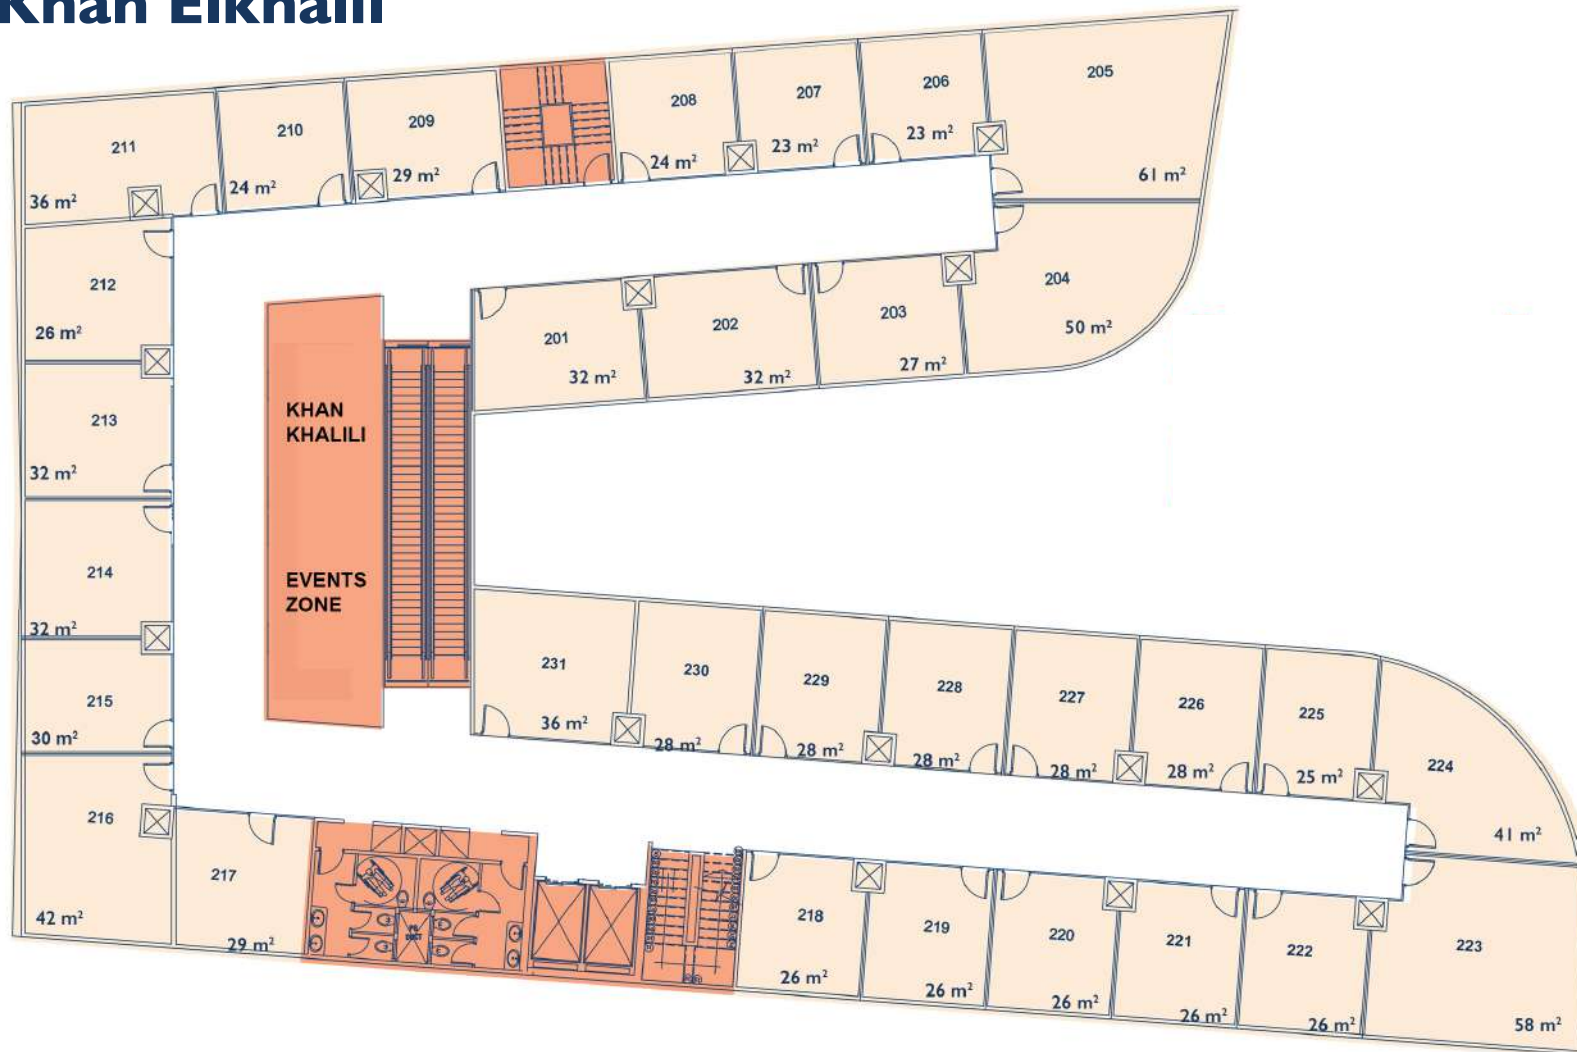 Khan Elkhalili
205
206
207
208
209
210
211
61 m²
23 m²
23 m²
24 m²
29 m²
24 m²
36 m²
212
26 m²
204
50 m²
203
27 m²
202
32 m²
201
32 m²
213
32 m²
KHAN
KHALILI
EVENTS
ZONE
214
32 m²
215
30 m²
231
36 m²
230
28 m²
229
28 m²
228
28 m²
227
28 m²
226
28 m²
225
25 m²
224
41 m²
216
42 m²
217
29 m²
218
26 m²
219
26 m²
220
26 m²
221
26 m²
222
26 m²
223
58 m²